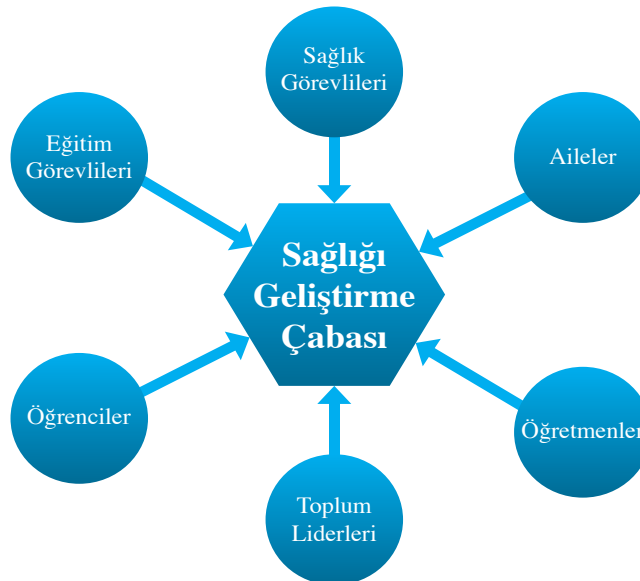 Sağlık
Görevlileri
Eğitim
Görevlileri
Aileler
Sağlığı
Geliştirme
Çabası
Öğrenciler
Öğretmenler
Toplum
Liderleri